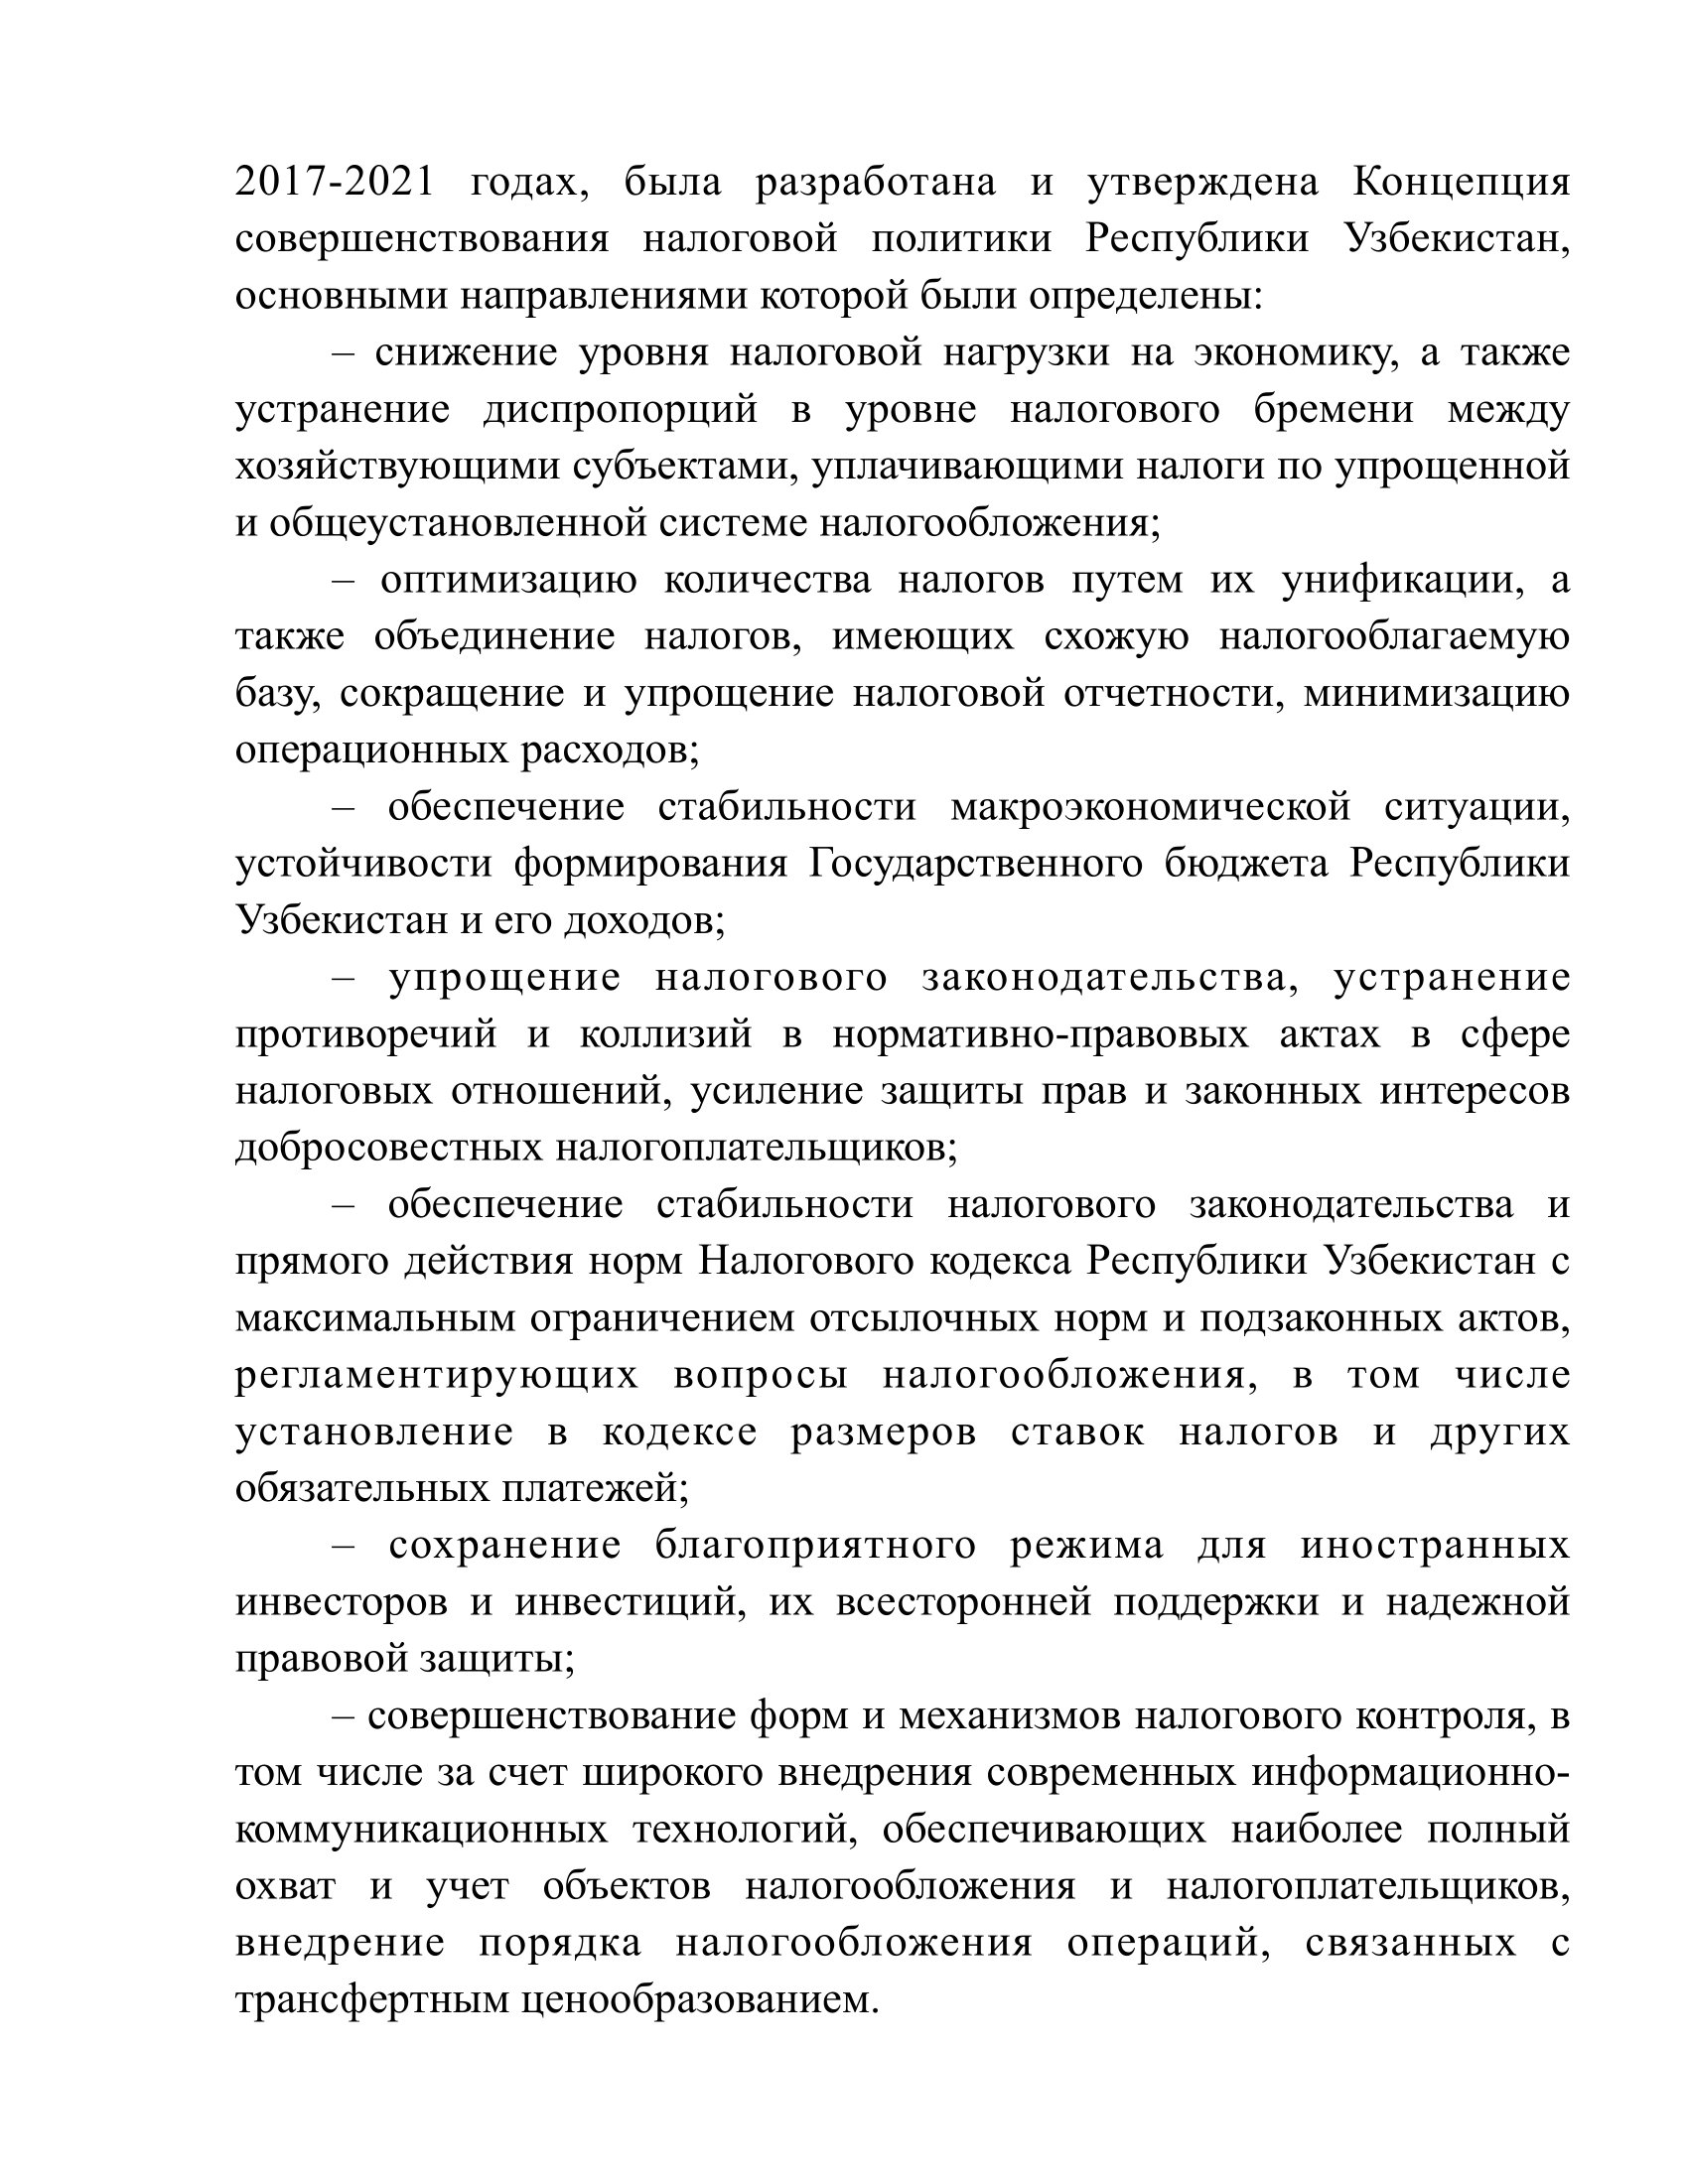 2017-2021 годах, была разработана и утверждена Концепция
совершенствования налоговой политики Республики Узбекистан,
основными направлениями которой были определены:
– снижение уровня налоговой нагрузки на экономику, а также
устранение диспропорций в уровне налогового бремени между
хозяйствующими субъектами, уплачивающими налоги по упрощенной
и общеустановленной системе налогообложения;
– оптимизацию количества налогов путем их унификации, а
также объединение налогов, имеющих схожую налогооблагаемую
базу, сокращение и упрощение налоговой отчетности, минимизацию
операционных расходов;
– обеспечение стабильности макроэкономической ситуации,
устойчивости формирования Государственного бюджета Республики
Узбекистан и его доходов;
– упрощение налогового законодательства, устранение
противоречий и коллизий в нормативно-правовых актах в сфере
налоговых отношений, усиление защиты прав и законных интересов
добросовестных налогоплательщиков;
– обеспечение стабильности налогового законодательства и
прямого действия норм Налогового кодекса Республики Узбекистан с
максимальным ограничением отсылочных норм и подзаконных актов,
регламентирующих вопросы налогообложения, в том числе
установление в кодексе размеров ставок налогов и других
обязательных платежей;
– сохранение благоприятного режима для иностранных
инвесторов и инвестиций, их всесторонней поддержки и надежной
правовой защиты;
– совершенствование форм и механизмов налогового контроля, в
том числе за счет широкого внедрения современных информационно-
коммуникационных технологий, обеспечивающих наиболее полный
охват и учет объектов налогообложения и налогоплательщиков,
внедрение порядка налогообложения операций, связанных с
трансфертным ценообразованием.